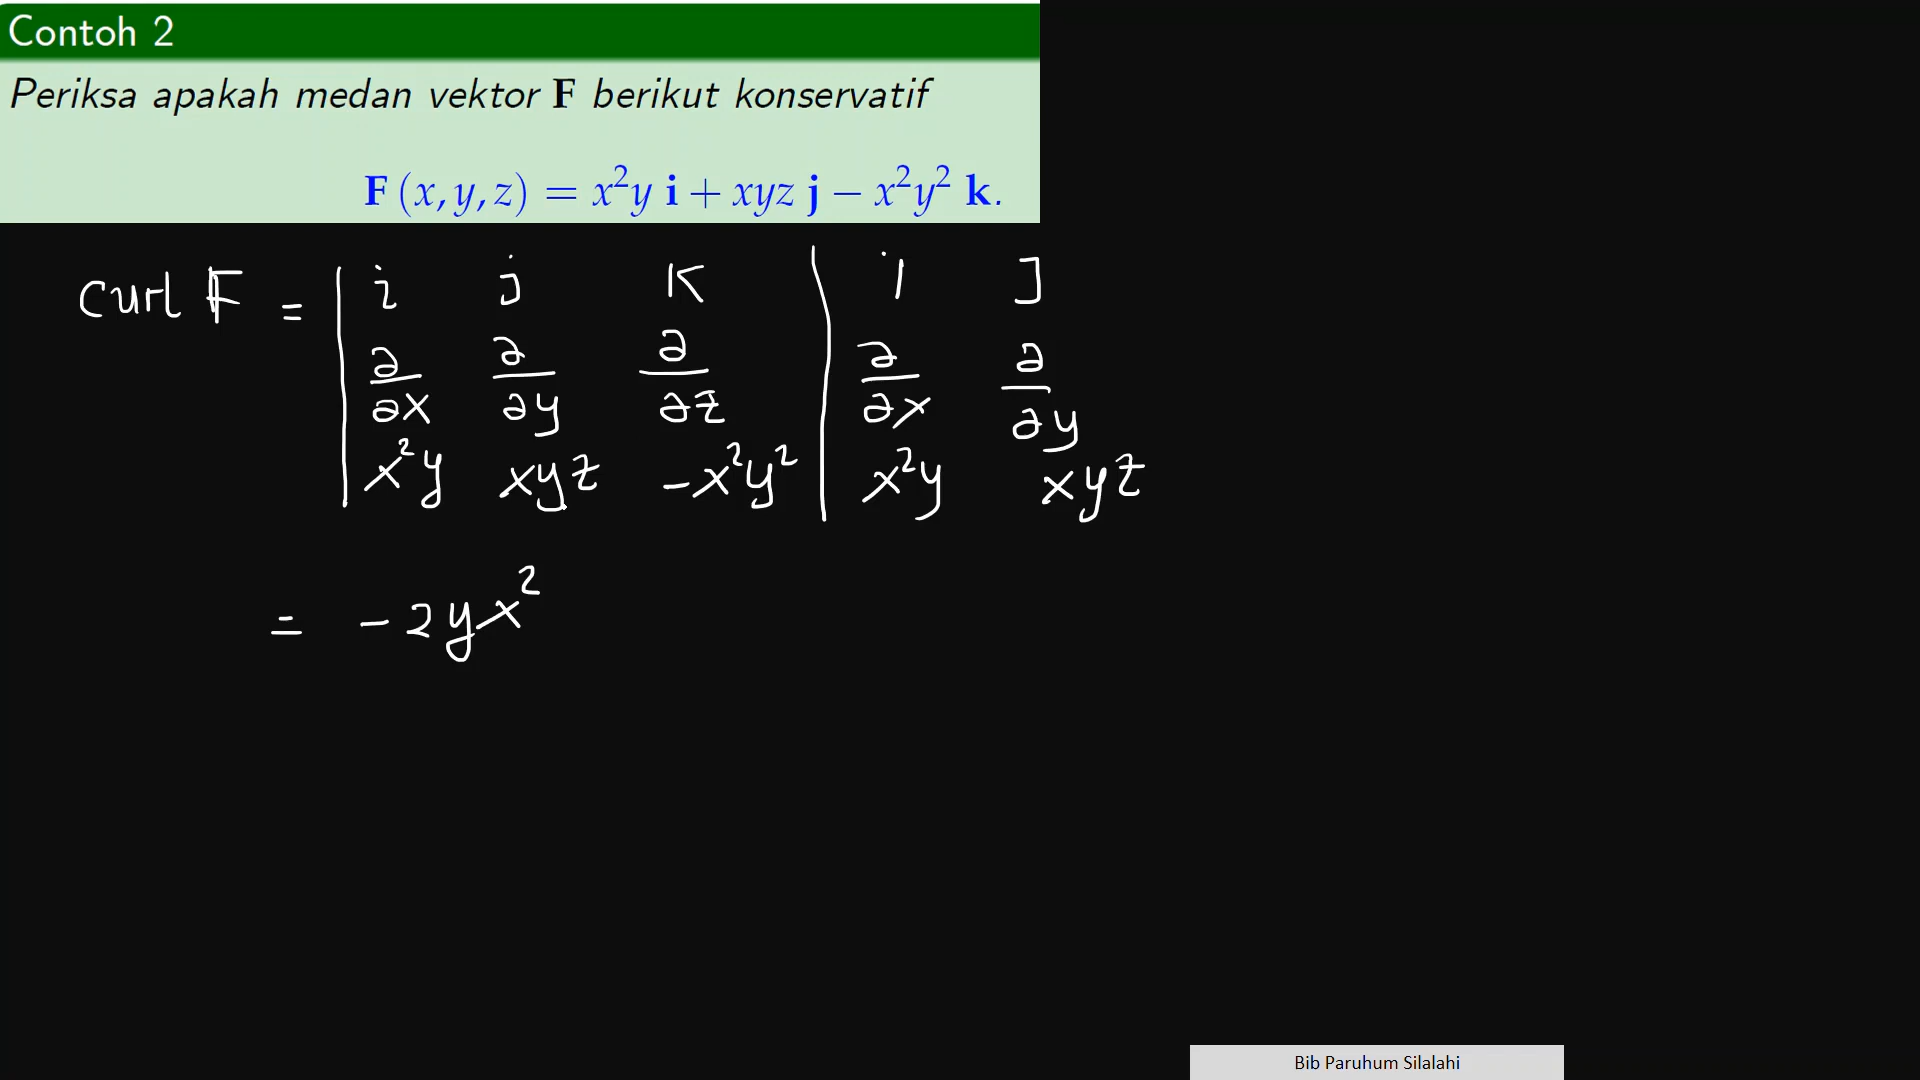 Contoh 2
Periksa apakah medan vektor F berikut konservatif
F (x, y, z) = x²y i + xyz j − x²y² k.
Curl F = | i j k | i j
∂/∂x ∂/∂y ∂/∂z | ∂/∂x ∂/∂y
x²y xyz -x²y² | x²y xyz
= -2yx²
Bib Paruhum Silalahi